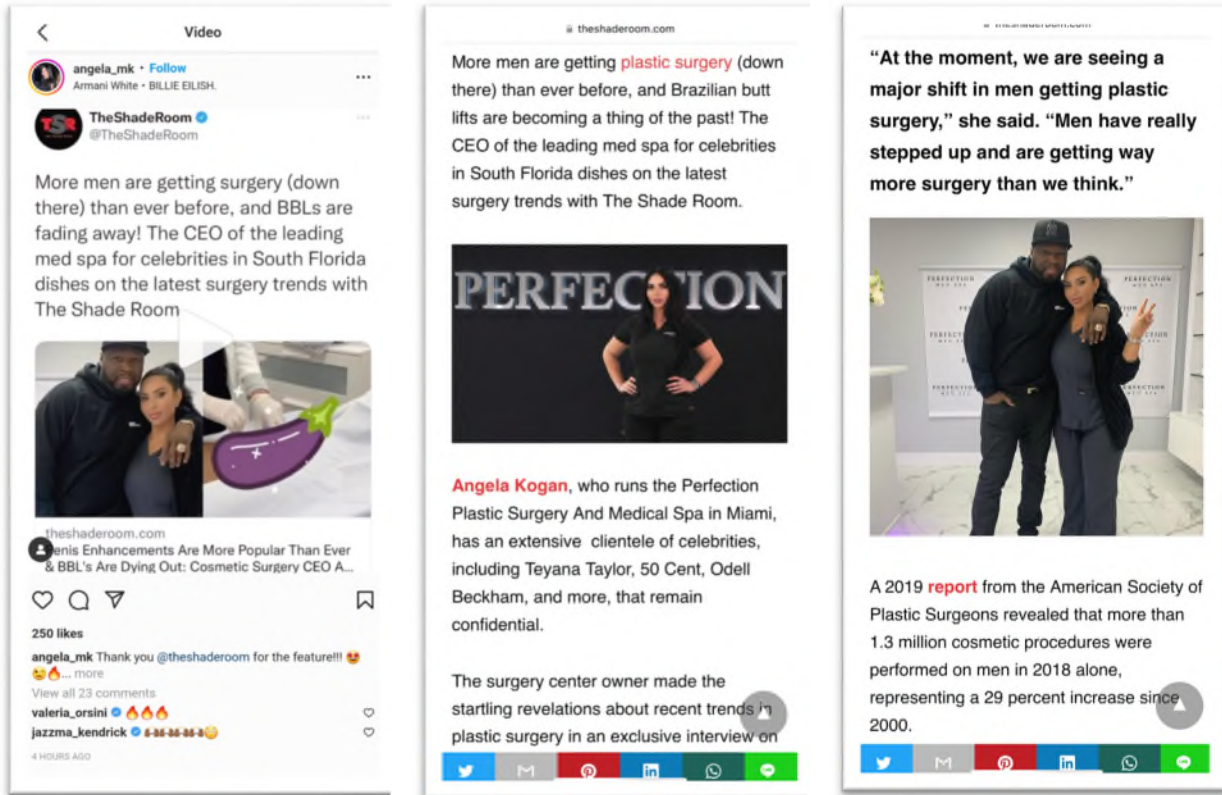 Video
angela_mk • Follow
Armani White • BILLIE EILISH.
TSR
TheShadeRoom
@TheShadeRoom
More men are getting surgery (down
there) than ever before, and BBLs are
fading away! The CEO of the leading
med spa for celebrities in South Florida
dishes on the latest surgery trends with
The Shade Room
theshaderoom.com
enis Enhancements Are More Popular Than Ever
& BBL's Are Dying Out: Cosmetic Surgery CEO A...
250 likes
angela_mk Thank you @theshaderoom for the feature!!! 😍
😉🔥... more
View all 23 comments
valeria_orsini 🔥🔥🔥
jazzma_kendrick
4 HOURS AGO
theshaderoom.com
More men are getting plastic surgery (down
there) than ever before, and Brazilian butt
lifts are becoming a thing of the past! The
CEO of the leading med spa for celebrities
in South Florida dishes on the latest
surgery trends with The Shade Room.
PERFECTION
Angela Kogan, who runs the Perfection
Plastic Surgery And Medical Spa in Miami,
has an extensive clientele of celebrities,
including Teyana Taylor, 50 Cent, Odell
Beckham, and more, that remain
confidential.
The surgery center owner made the
startling revelations about recent trends in
plastic surgery in an exclusive interview on
theshaderoom.com
“At the moment, we are seeing a
major shift in men getting plastic
surgery,” she said. “Men have really
stepped up and are getting way
more surgery than we think.”
PERFECTION
MED SPA
PERFECTION
MED SPA
A 2019 report from the American Society of
Plastic Surgeons revealed that more than
1.3 million cosmetic procedures were
performed on men in 2018 alone,
representing a 29 percent increase since
2000.